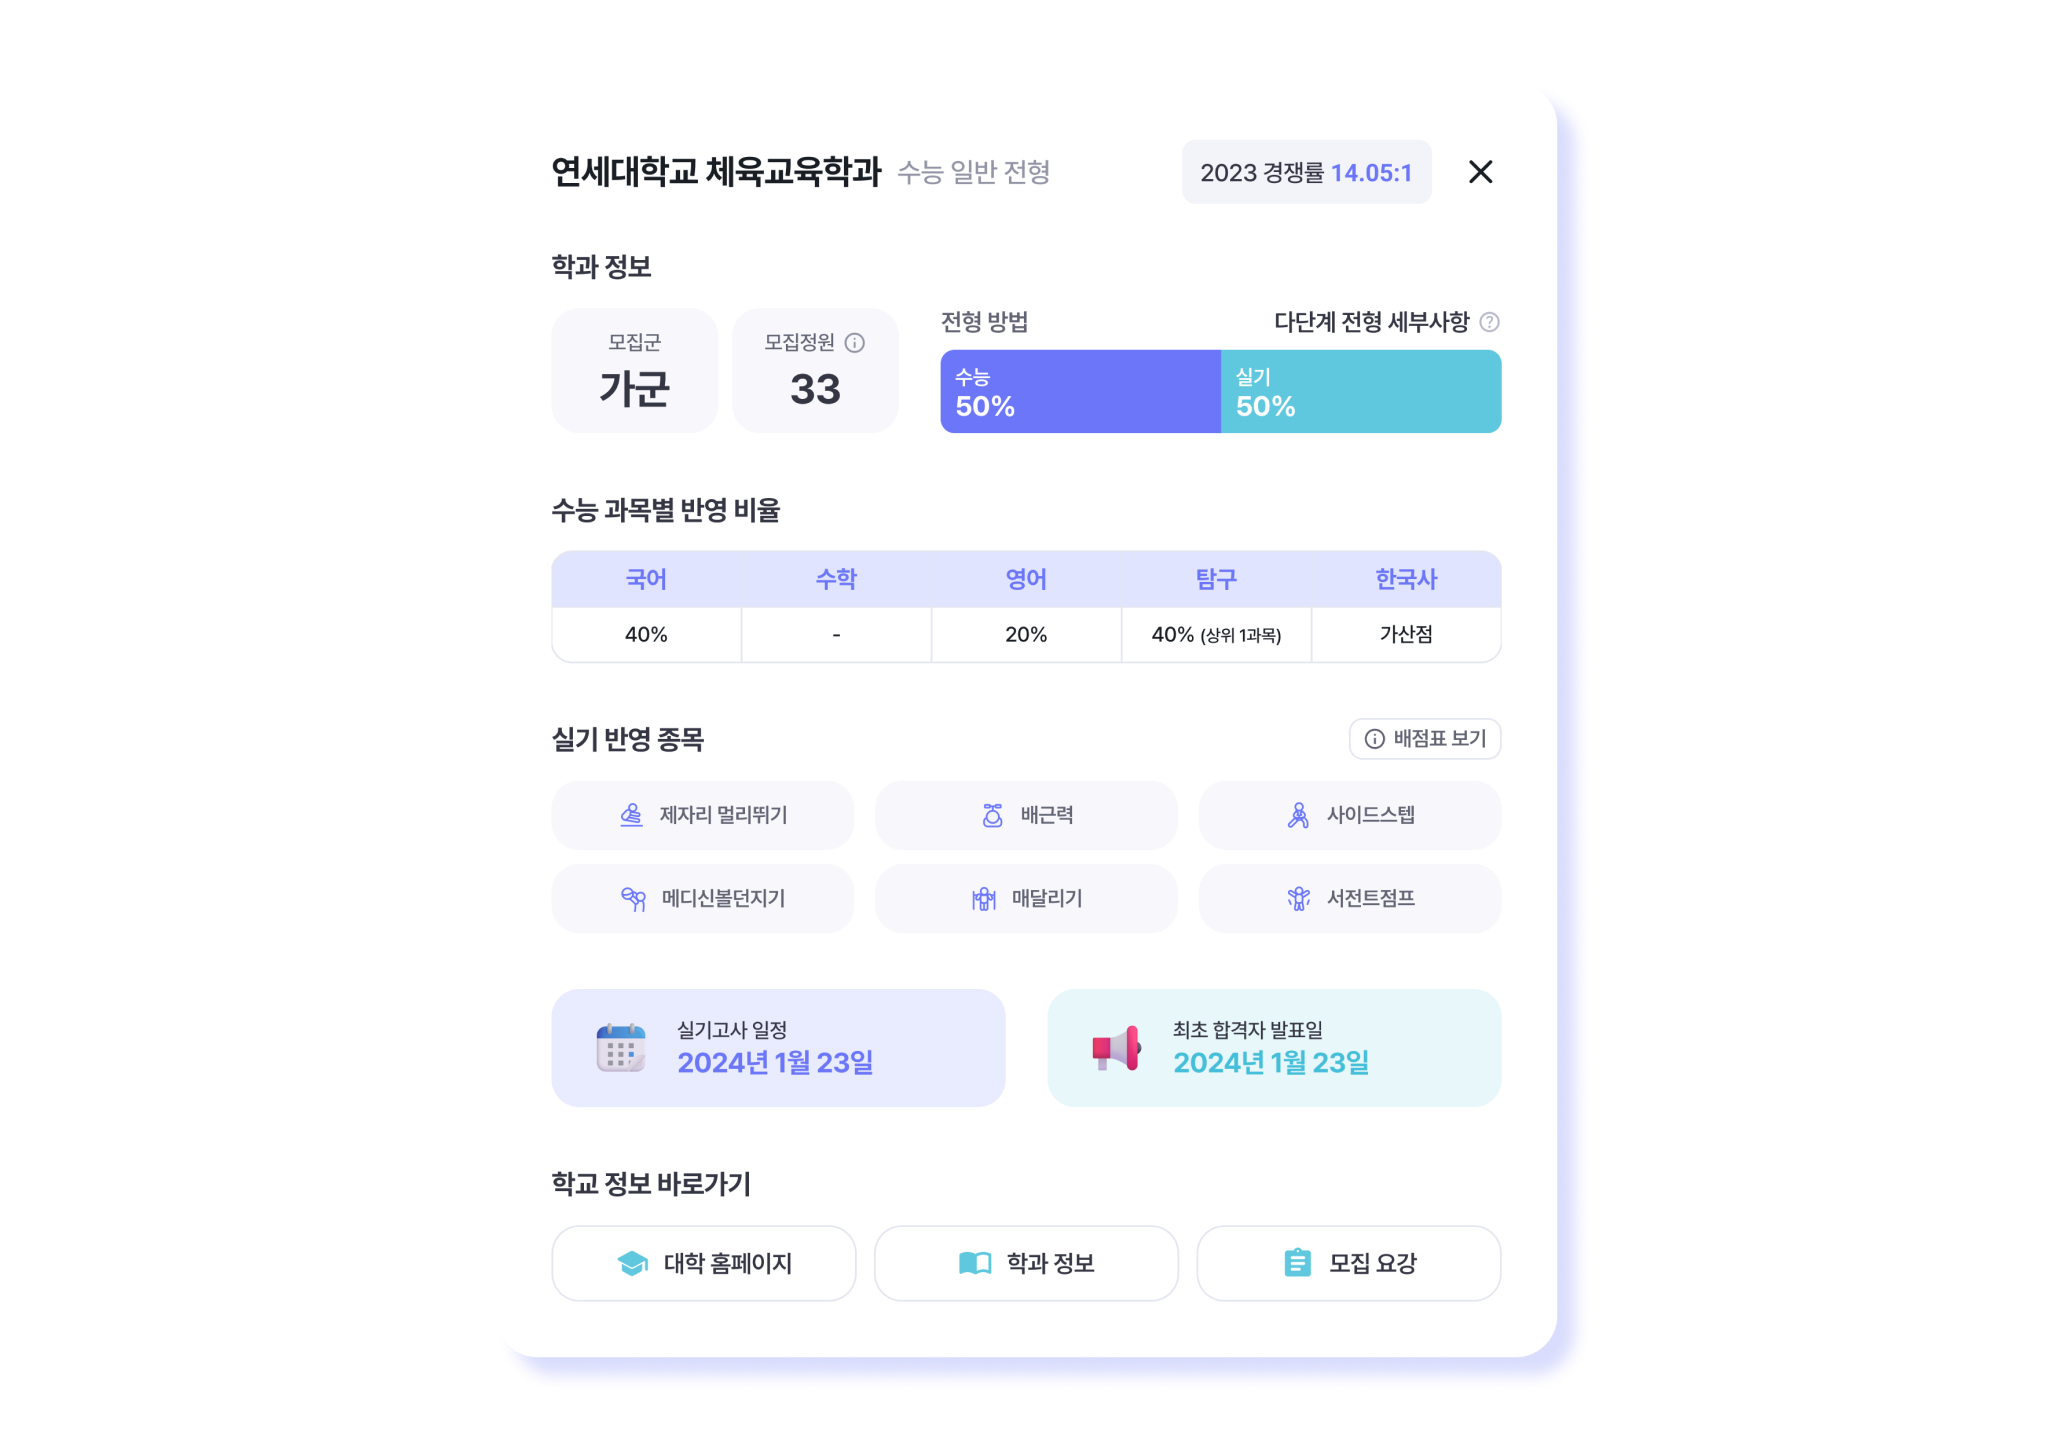 연세대학교 체육교육학과 수능 일반 전형 2023 경쟁률 14.05:1
학과 정보
모집군
가군
모집정원
33
전형 방법 다단계 전형 세부사항
수능
50%
실기
50%
수능 과목별 반영 비율
국어 수학 영어 탐구 한국사
40% - 20% 40% (상위 1과목) 가산점
실기 반영 종목 배점표 보기
제자리 멀리뛰기 배근력 사이드스텝
메디신볼던지기 매달리기 서전트점프
실기고사 일정
2024년 1월 23일
최초 합격자 발표일
2024년 1월 23일
학교 정보 바로가기
대학 홈페이지 학과 정보 모집 요강